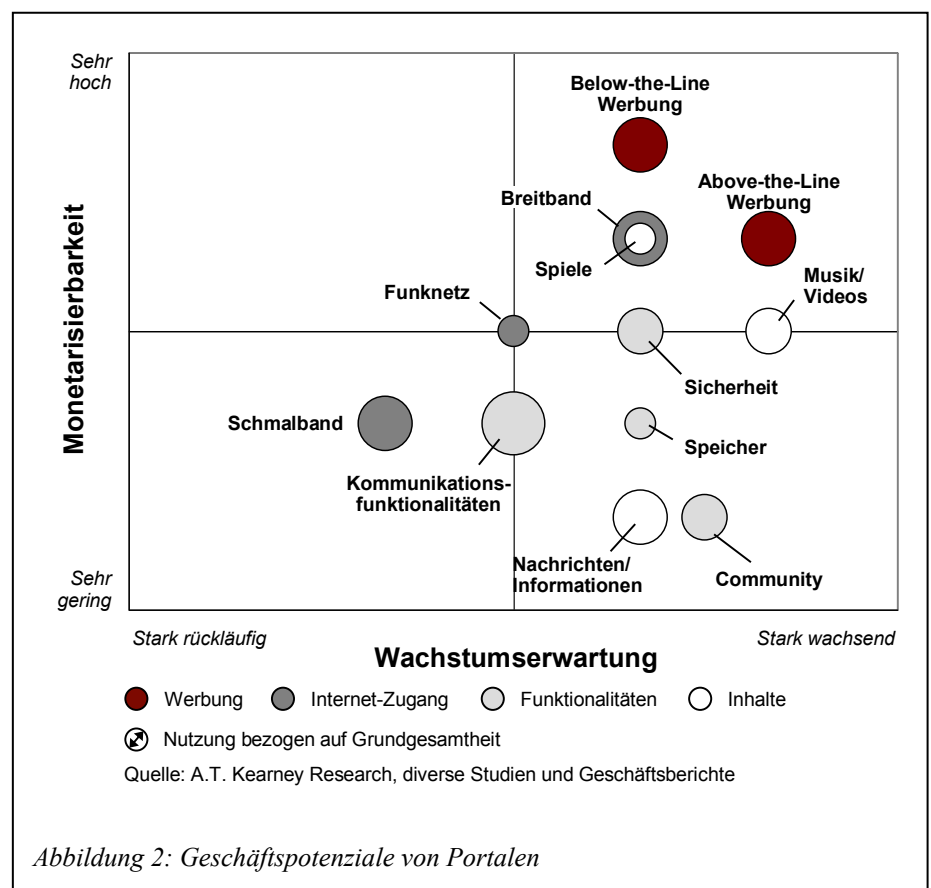 Sehr
hoch
Below-the-Line
Werbung
Above-the-Line
Werbung
Breitband
Spiele
Musik/
Videos
Funknetz
Monetarisierbarkeit
Sicherheit
Schmalband
Speicher
Kommunikations-
funktionalitäten
Nachrichten/
Informationen
Community
Sehr
gering
Stark rückläufig
Stark wachsend
Wachstumserwartung
Werbung Internet-Zugang Funktionalitäten Inhalte
Nutzung bezogen auf Grundgesamtheit
Quelle: A.T. Kearney Research, diverse Studien und Geschäftsberichte
Abbildung 2: Geschäftspotenziale von Portalen